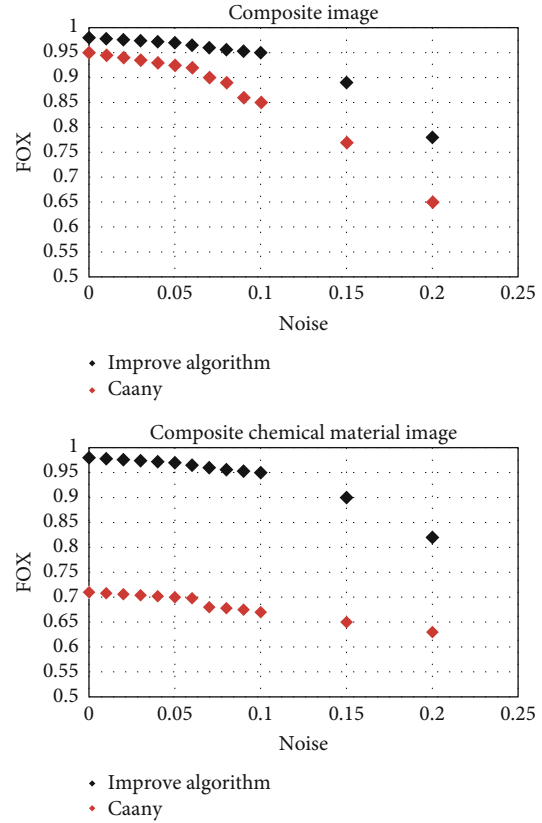 Composite image
1
0.95
0.9
0.85
0.8
0.75
0.7
0.65
0.6
0.55
0.5
FOX
0 0.05 0.1 0.15 0.2 0.25
Noise
Improve algorithm
Caany
Composite chemical material image
1
0.95
0.9
0.85
0.8
0.75
0.7
0.65
0.6
0.55
0.5
FOX
0 0.05 0.1 0.15 0.2 0.25
Noise
Improve algorithm
Caany